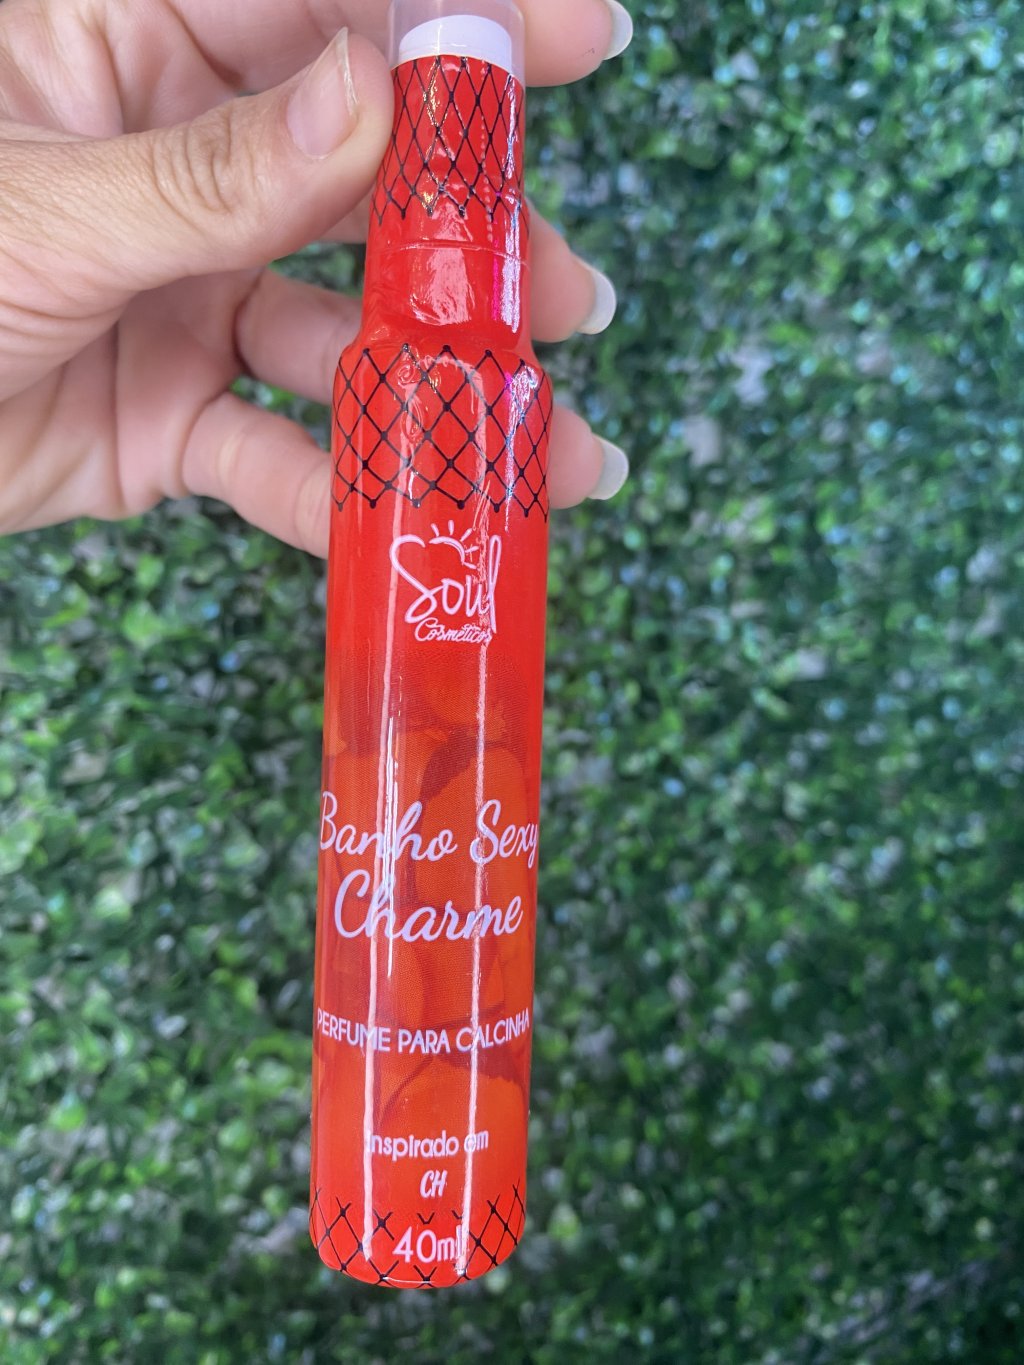 Soul
Cosméticos
Banho Sexy
Charme
PERFUME PARA CALCINHA
Inspirado em
CH
40ml